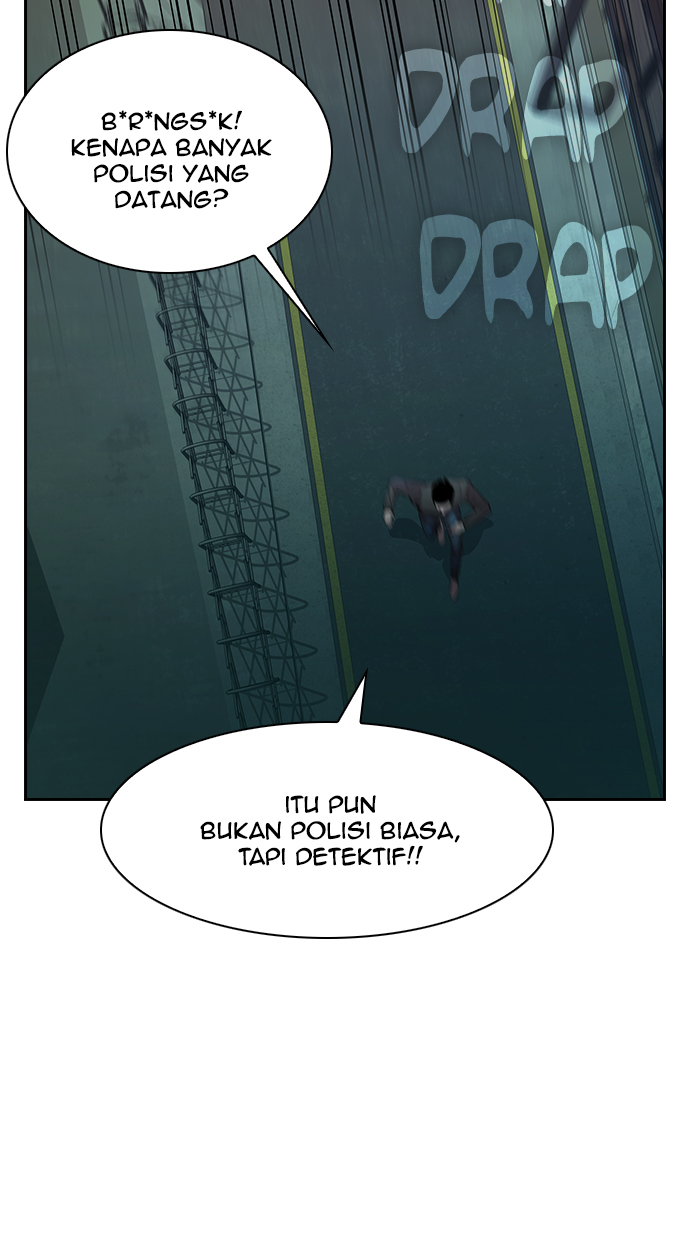 DRAP
B*R*NGS*K!
KENAPA BANYAK
POLISI YANG
DATANG?
DRAP
ITU PUN
BUKAN POLISI BIASA,
TAPI DETEKTIF!!